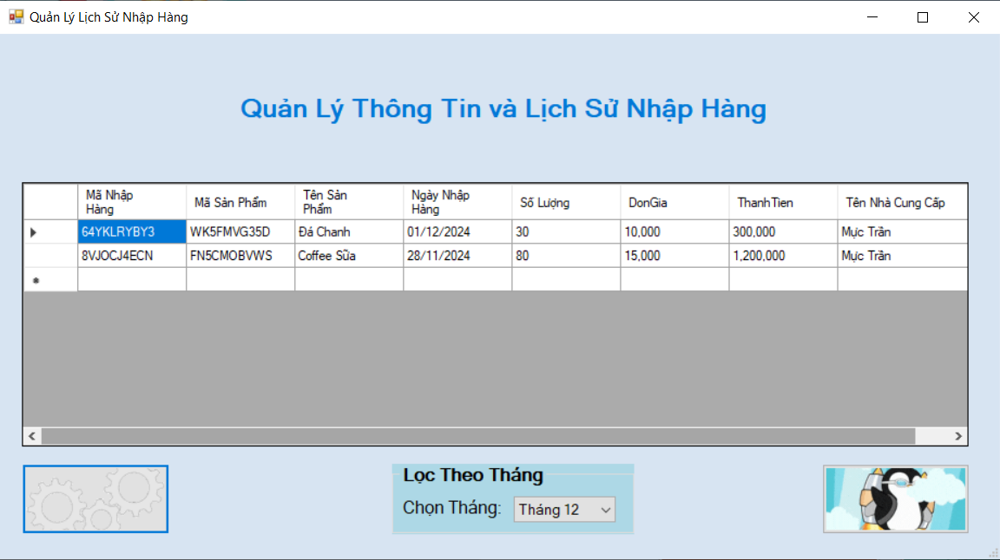 Quản Lý Lịch Sử Nhập Hàng
Quản Lý Thông Tin và Lịch Sử Nhập Hàng
Mã Nhập Hàng Mã Sản Phẩm Tên Sản Phẩm Ngày Nhập Hàng Số Lượng DonGia ThanhTien Tên Nhà Cung Cấp
64YKLRYBY3 WK5FMVG35D Đá Chanh 01/12/2024 30 10,000 300,000 Mực Trần
8VJOCJ4ECN FN5CMOBVWS Coffee Sữa 28/11/2024 80 15,000 1,200,000 Mực Trần
Lọc Theo Tháng
Chọn Tháng: Tháng 12